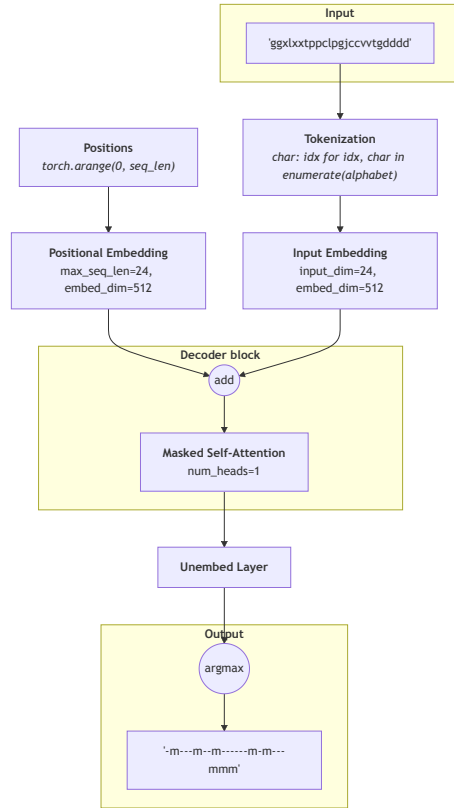 Input
'ggxlxxtppclpgjccvvtgdddd'
Positions
torch.arange(0, seq_len)
Tokenization
char: idx for idx, char in
enumerate(alphabet)
Positional Embedding
max_seq_len=24,
embed_dim=512
Input Embedding
input_dim=24,
embed_dim=512
Decoder block
add
Masked Self-Attention
num_heads=1
Unembed Layer
Output
argmax
'-m---m--m------m-m---
mmm'